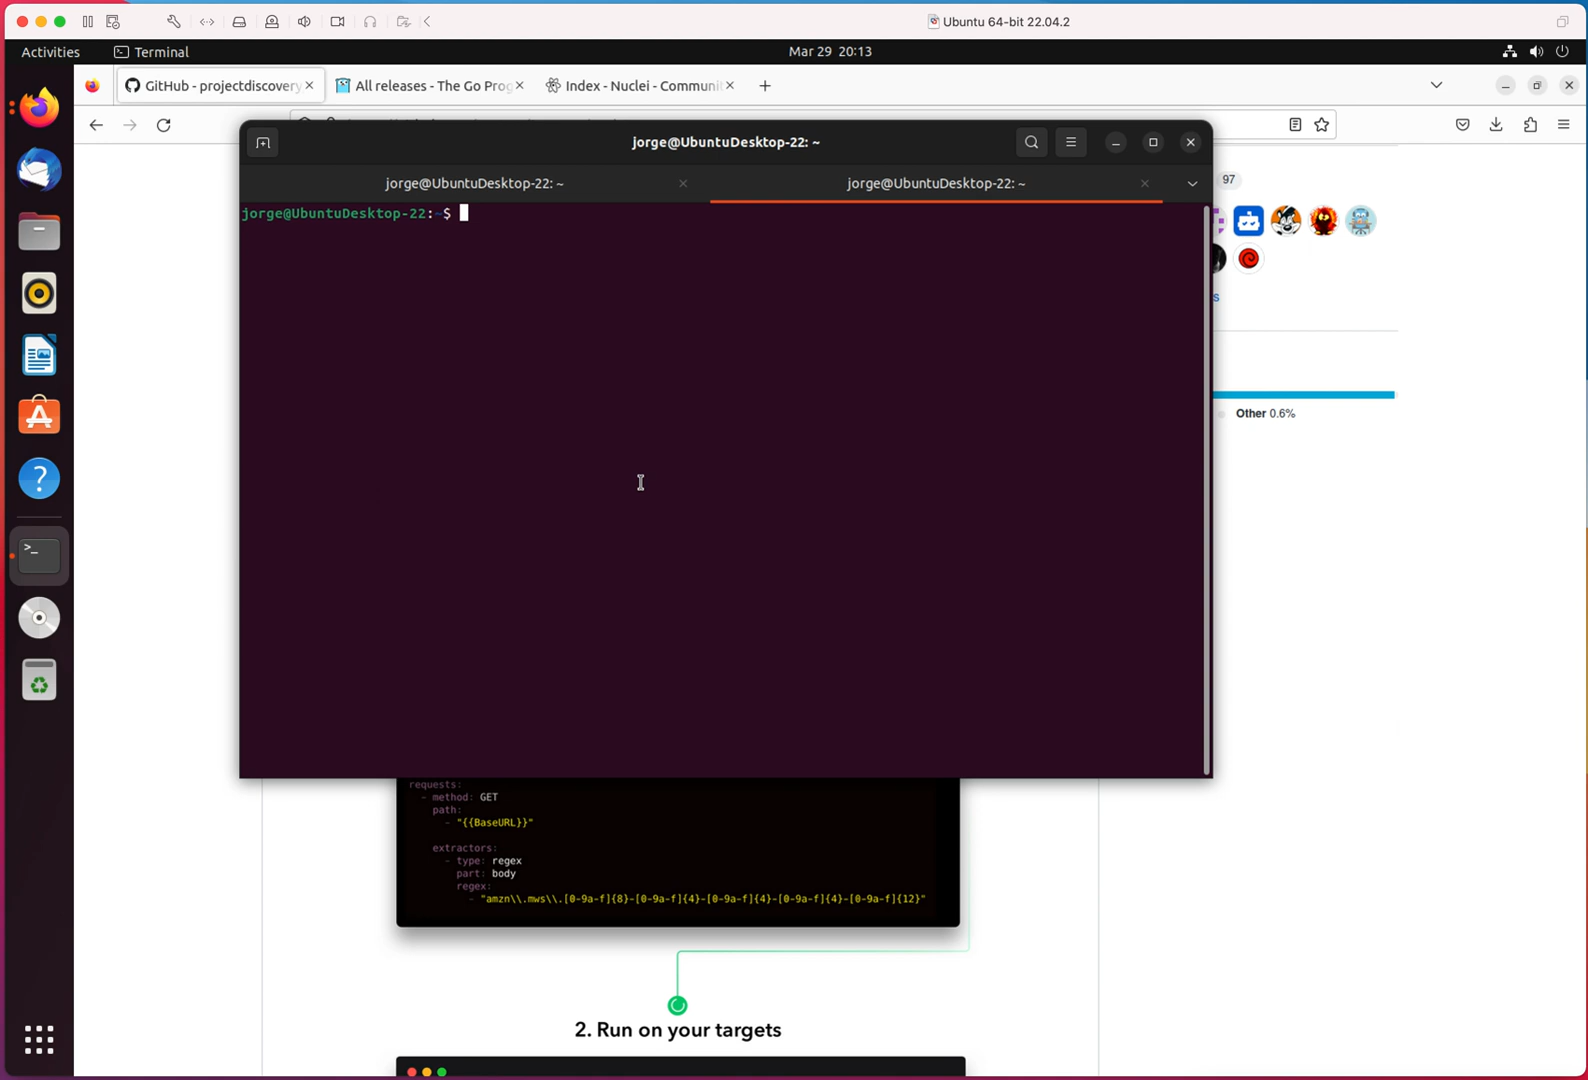 Ubuntu 64-bit 22.04.2
Activities
Terminal
Mar 29 20:13
GitHub - projectdiscovery
All releases - The Go Prog
Index - Nuclei - Communit
jorge@UbuntuDesktop-22: ~
jorge@UbuntuDesktop-22: ~
jorge@UbuntuDesktop-22: ~
97
jorge@UbuntuDesktop-22:~$
s
Other 0.6%
requests:
- method: GET
path:
- "{{BaseURL}}"
extractors:
- type: regex
part: body
regex:
- "amzn\\.mws\\.[0-9a-f]{8}-[0-9a-f]{4}-[0-9a-f]{4}-[0-9a-f]{4}-[0-9a-f]{12}"
2. Run on your targets